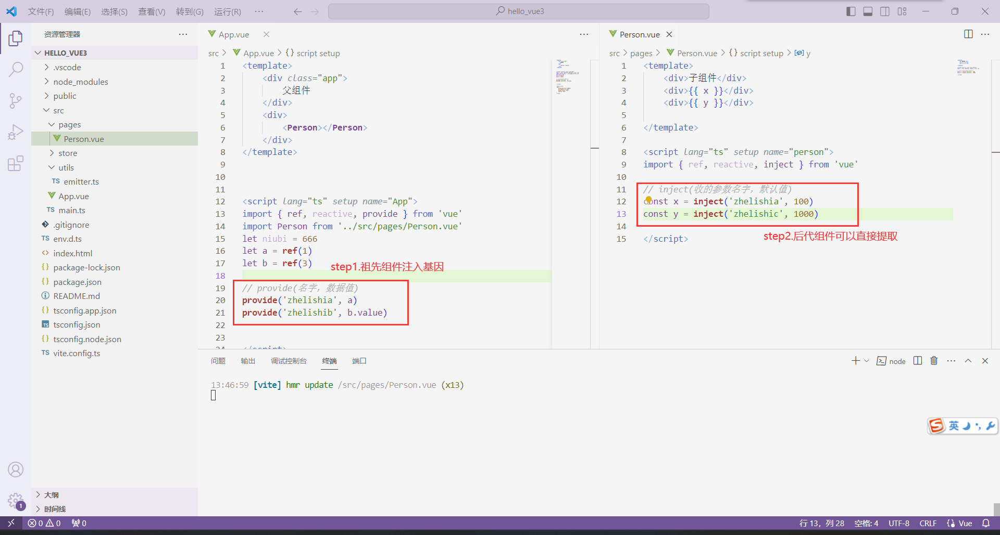 文件(F) 编辑(E) 选择(S) 查看(V) 转到(G) 运行(R) ··· hello_vue3
资源管理器 ···
HELLO_VUE3
.vscode
node_modules
public
src
pages
Person.vue
store
utils
TS emitter.ts
App.vue
TS main.ts
.gitignore
TS env.d.ts
<> index.html
{} package-lock.json
{} package.json
README.md
{} tsconfig.app.json
TS tsconfig.json
{} tsconfig.node.json
TS vite.config.ts
大纲
时间线
App.vue
src > App.vue > {} script setup
1 <template>
2 <div class="app">
3 父组件
4 </div>
5 <div>
6 <Person></Person>
7 </div>
8 </template>
9
10
11
12 <script lang="ts" setup name="App">
13 import { ref, reactive, provide } from 'vue'
14 import Person from '../src/pages/Person.vue'
15 let niubi = 666
16 let a = ref(1)
17 let b = ref(3)
step1.祖先组件注入基因
18
19 // provide(名字, 数据值)
20 provide('zhelishia', a)
21 provide('zhelishib', b.value)
22
23
24 </script>
Person.vue
src > pages > Person.vue > {} script setup > y
1 <template>
2 <div>子组件</div>
3 <div>{{ x }}</div>
4 <div>{{ y }}</div>
5
6 </template>
7
8 <script lang="ts" setup name="person">
9 import { ref, reactive, inject } from 'vue'
10
11 // inject(收的参数名字, 默认值)
12 const x = inject('zhelishia', 100)
13 const y = inject('zhelishic', 1000)
14
15 </script>
step2.后代组件可以直接提取
问题 输出 调试控制台 终端 端口 node
13:46:59 [vite] hmr update /src/pages/Person.vue (x13)
英
1
0 0 0 行 13, 列 28 空格: 4 UTF-8 CRLF {} Vue